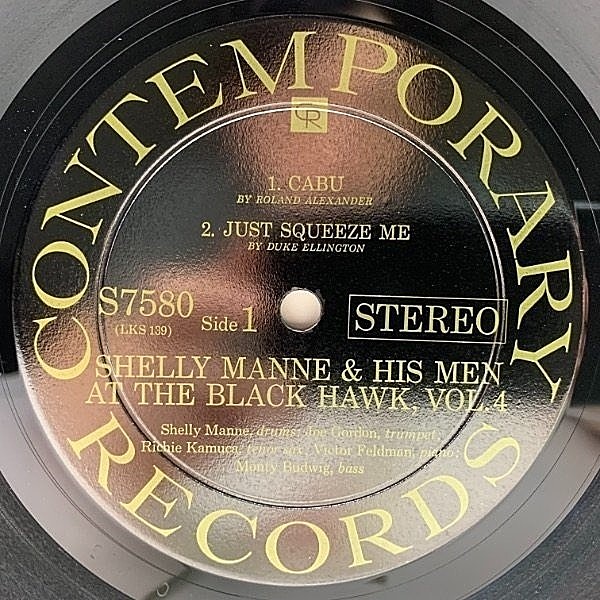 CONTEMPORARY
CR
1. CABU
BY ROLAND ALEXANDER
2. JUST SQUEEZE ME
BY DUKE ELLINGTON
S7580
(LKS 139)
Side 1
STEREO
SHELLY MANNE & HIS MEN
AT THE BLACK HAWK, VOL. 4
Shelly Manne, drums; Joe Gordon, trumpet;
Richie Kamuca, tenor sax; Victor Feldman, piano;
Monty Budwig, bass
RECORDS